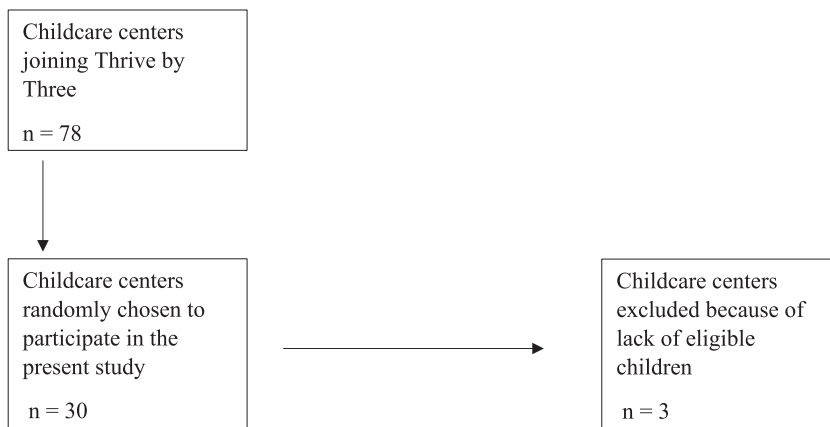 Childcare centers
joining Thrive by
Three
n = 78
Childcare centers
randomly chosen to
participate in the
present study
n = 30
Childcare centers
excluded because of
lack of eligible
children
n = 3